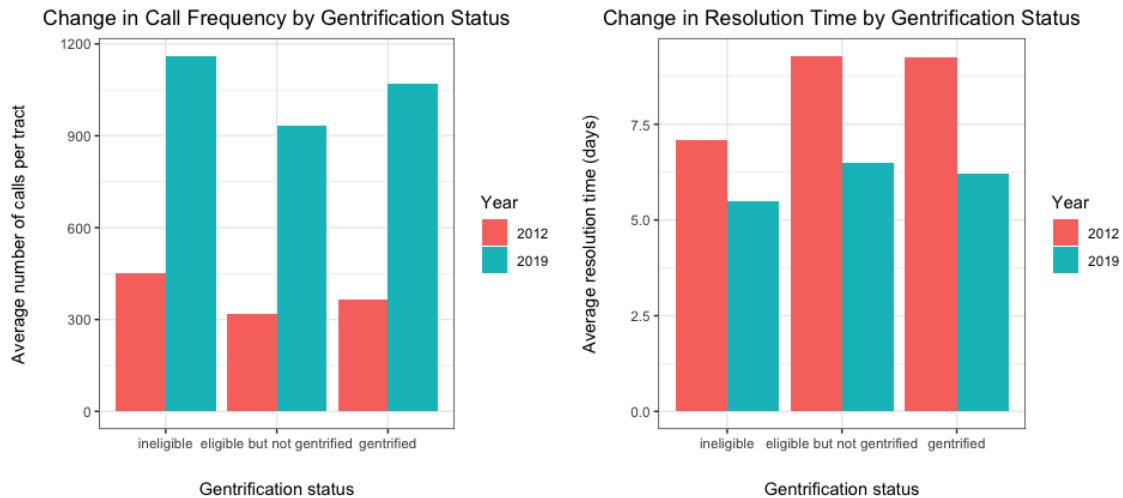 Change in Call Frequency by Gentrification Status
Average number of calls per tract
1200
900
600
300
0
ineligible
eligible but not gentrified
gentrified
Gentrification status
Year
2012
2019
Change in Resolution Time by Gentrification Status
Average resolution time (days)
7.5
5.0
2.5
0.0
ineligible
eligible but not gentrified
gentrified
Gentrification status
Year
2012
2019